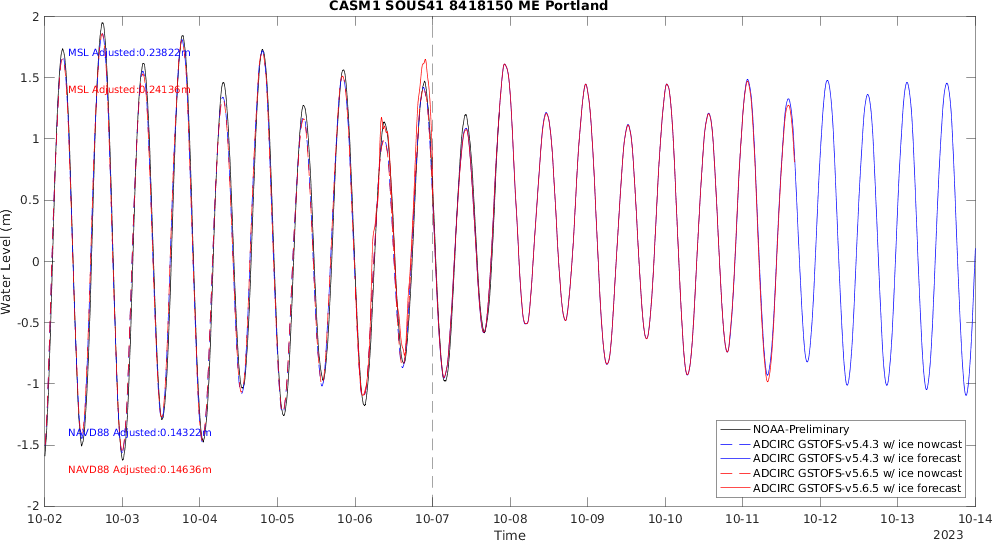 CASM1 SOUS41 8418150 ME Portland
MSL Adjusted:0.23822m
MSL Adjusted:0.24136m
NAVD88 Adjusted:0.14322m
NAVD88 Adjusted:0.14636m
Water Level (m)
2
1.5
1
0.5
0
-0.5
-1
-1.5
-2
NOAA-Preliminary
ADCIRC GSTOFS-v5.4.3 w/ ice nowcast
ADCIRC GSTOFS-v5.4.3 w/ ice forecast
ADCIRC GSTOFS-v5.6.5 w/ ice nowcast
ADCIRC GSTOFS-v5.6.5 w/ ice forecast
10-02 10-03 10-04 10-05 10-06 10-07 10-08 10-09 10-10 10-11 10-12 10-13 10-14
Time
2023